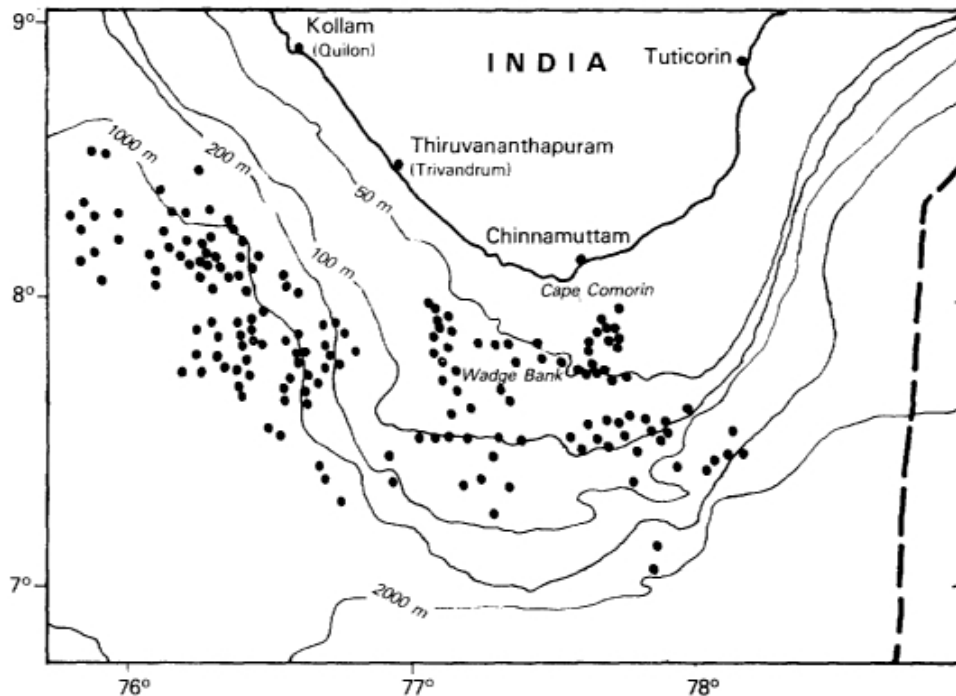 9°
Kollam
(Quilon)
INDIA
Tuticorin
1000 m
200 m
Thiruvananthapuram
(Trivandrum)
50 m
100 m
Chinnamuttam
8°
Cape Comorin
Wadge Bank
7°
2000 m
76°
77°
78°